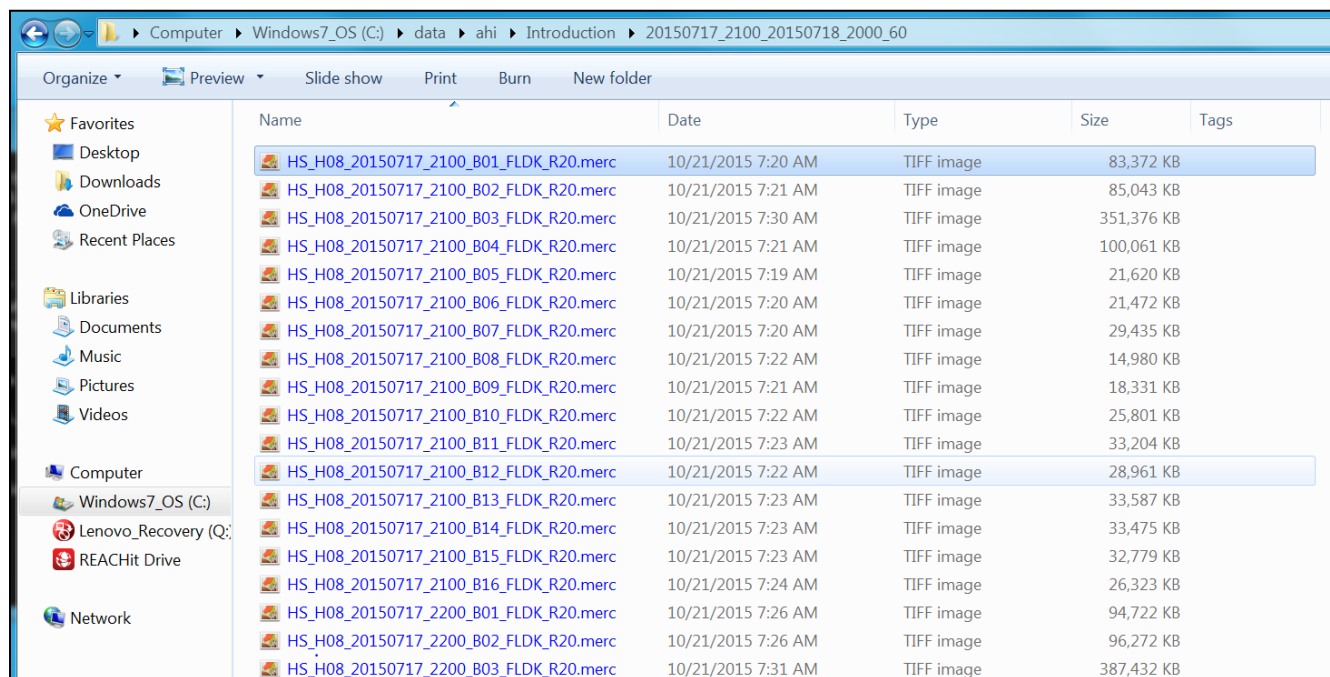 Computer Windows7_OS (C:) data ahi Introduction 20150717_2100_20150718_2000_60
Organize Preview Slide show Print Burn New folder
Favorites
Desktop
Downloads
OneDrive
Recent Places
Libraries
Documents
Music
Pictures
Videos
Computer
Windows7_OS (C:)
Lenovo_Recovery (Q:
REACHit Drive
Network
Name Date Type Size Tags
HS_H08_20150717_2100_B01_FLDK_R20.merc 10/21/2015 7:20 AM TIFF image 83,372 KB
HS_H08_20150717_2100_B02_FLDK_R20.merc 10/21/2015 7:21 AM TIFF image 85,043 KB
HS_H08_20150717_2100_B03_FLDK_R20.merc 10/21/2015 7:30 AM TIFF image 351,376 KB
HS_H08_20150717_2100_B04_FLDK_R20.merc 10/21/2015 7:21 AM TIFF image 100,061 KB
HS_H08_20150717_2100_B05_FLDK_R20.merc 10/21/2015 7:19 AM TIFF image 21,620 KB
HS_H08_20150717_2100_B06_FLDK_R20.merc 10/21/2015 7:20 AM TIFF image 21,472 KB
HS_H08_20150717_2100_B07_FLDK_R20.merc 10/21/2015 7:20 AM TIFF image 29,435 KB
HS_H08_20150717_2100_B08_FLDK_R20.merc 10/21/2015 7:22 AM TIFF image 14,980 KB
HS_H08_20150717_2100_B09_FLDK_R20.merc 10/21/2015 7:21 AM TIFF image 18,331 KB
HS_H08_20150717_2100_B10_FLDK_R20.merc 10/21/2015 7:22 AM TIFF image 25,801 KB
HS_H08_20150717_2100_B11_FLDK_R20.merc 10/21/2015 7:23 AM TIFF image 33,204 KB
HS_H08_20150717_2100_B12_FLDK_R20.merc 10/21/2015 7:22 AM TIFF image 28,961 KB
HS_H08_20150717_2100_B13_FLDK_R20.merc 10/21/2015 7:23 AM TIFF image 33,587 KB
HS_H08_20150717_2100_B14_FLDK_R20.merc 10/21/2015 7:23 AM TIFF image 33,475 KB
HS_H08_20150717_2100_B15_FLDK_R20.merc 10/21/2015 7:23 AM TIFF image 32,779 KB
HS_H08_20150717_2100_B16_FLDK_R20.merc 10/21/2015 7:24 AM TIFF image 26,323 KB
HS_H08_20150717_2200_B01_FLDK_R20.merc 10/21/2015 7:26 AM TIFF image 94,722 KB
HS_H08_20150717_2200_B02_FLDK_R20.merc 10/21/2015 7:26 AM TIFF image 96,272 KB
HS_H08_20150717_2200_B03_FLDK_R20.merc 10/21/2015 7:31 AM TIFF image 387,432 KB